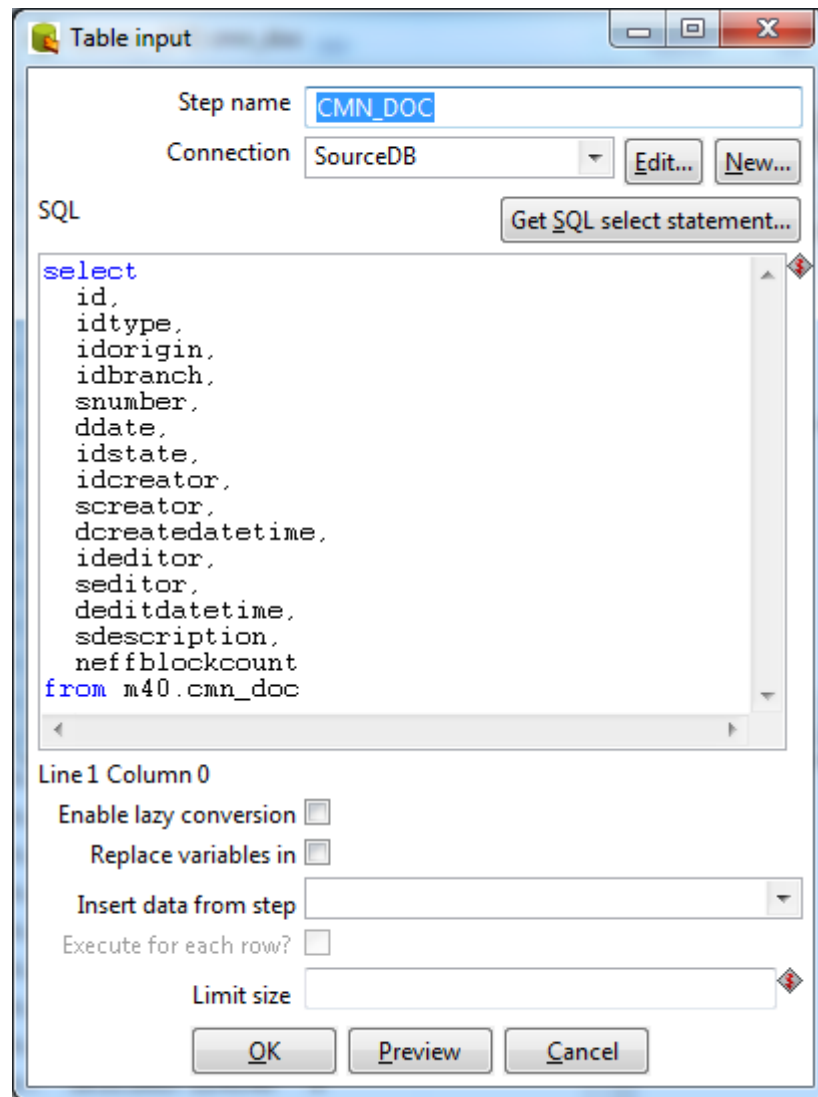 Table input
Step name CMN_DOC
Connection SourceDB Edit... New...
SQL Get SQL select statement...
select
id,
idtype,
idorigin,
idbranch,
snumber,
ddate,
idstate,
idcreator,
screator,
dcreatedatetime,
ideditor,
seditor,
deditdatetime,
sdescription,
neffblockcount
from m40.cmn_doc
Line 1 Column 0
Enable lazy conversion
Replace variables in
Insert data from step
Execute for each row?
Limit size
OK Preview Cancel